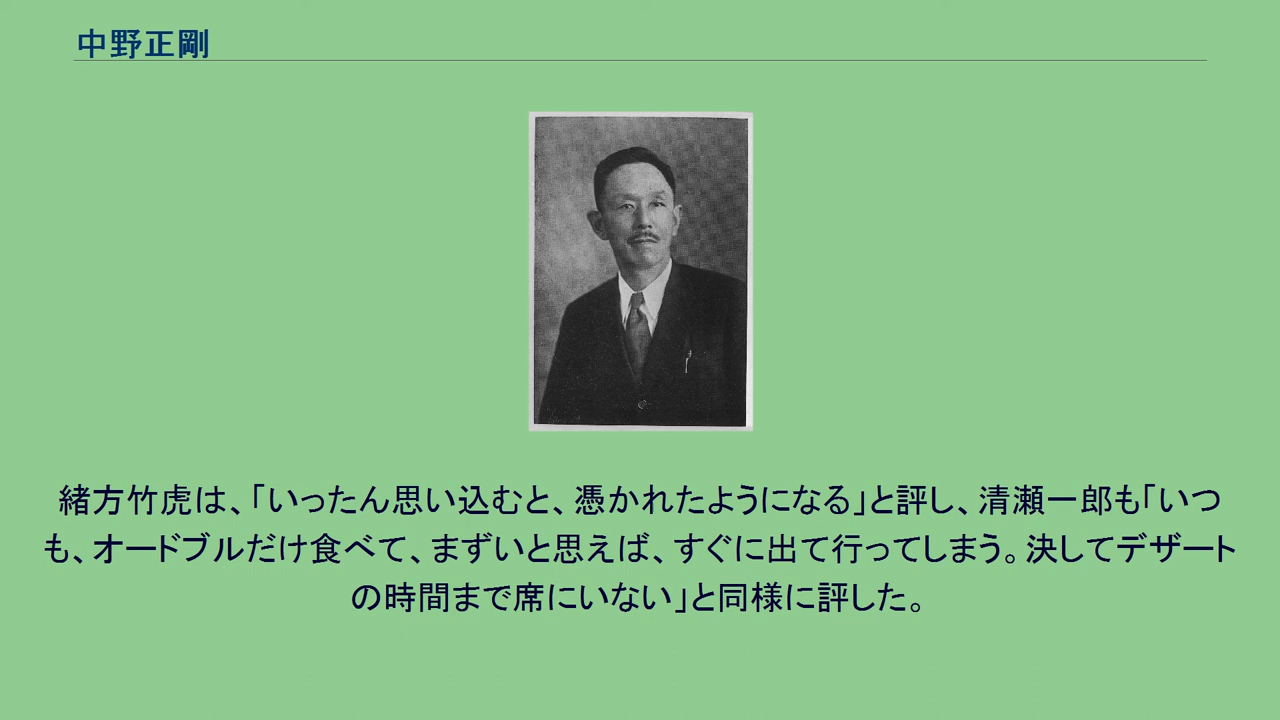 中野正剛
緒方竹虎は、「いったん思い込むと、憑かれたようになる」と評し、清瀬一郎も「いつ
も、オードブルだけ食べて、まずいと思えば、すぐに出て行ってしまう。決してデザート
の時間まで席にいない」と同様に評した。